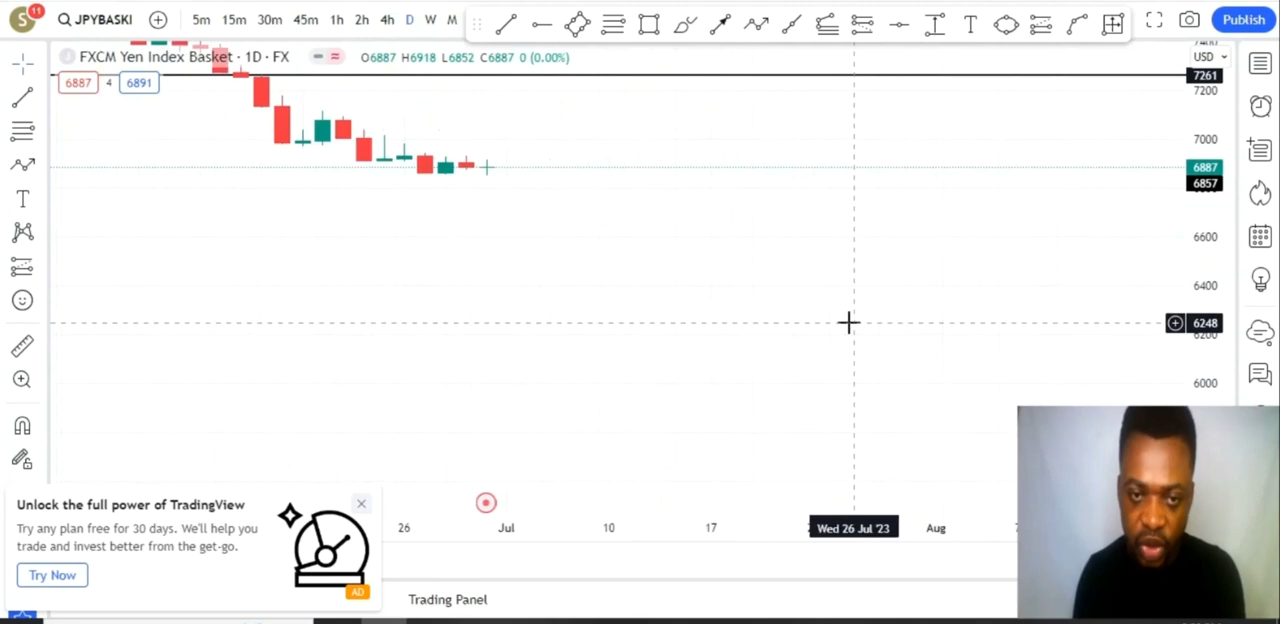 S 11 JPYBASKI 5m 15m 30m 45m 1h 2h 4h D W M T Publish
FXCM Yen Index Basket · 1D · FX O6887 H6918 L6852 C6887 0 (0.00%) USD
7261
6887 4 6891
7200
7000
6887
6857
T
6600
6400
6248
6200
6000
Unlock the full power of TradingView
Try any plan free for 30 days. We'll help you
trade and invest better from the get-go.
Try Now
AD
26 Jul 10 17 Wed 26 Jul '23 Aug
Trading Panel